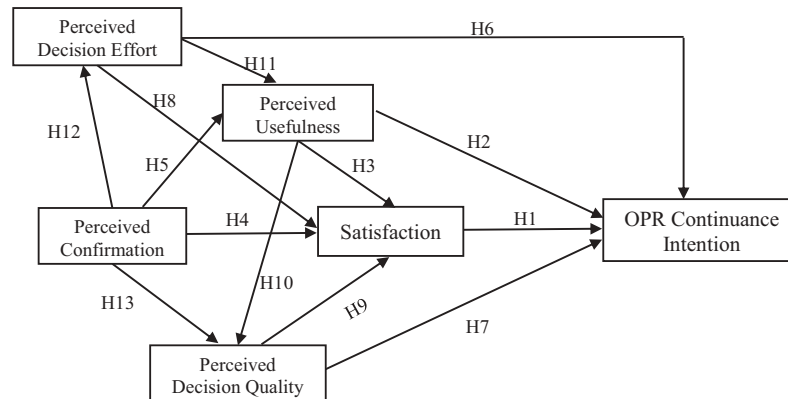 Perceived
Decision Effort
H6
H11
H8
Perceived
Usefulness
H12
H2
H5
H3
Perceived
Confirmation
H4
Satisfaction
H1
OPR Continuance
Intention
H10
H13
H9
H7
Perceived
Decision Quality